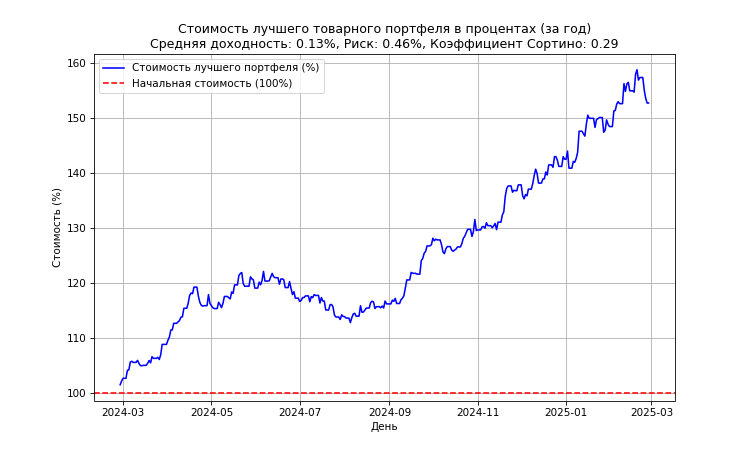 Стоимость лучшего товарного портфеля в процентах (за год)
Средняя доходность: 0.13%, Риск: 0.46%, Коэффициент Сортино: 0.29
Стоимость лучшего портфеля (%)
Начальная стоимость (100%)
Стоимость (%)
160
150
140
130
120
110
100
2024-03 2024-05 2024-07 2024-09 2024-11 2025-01 2025-03
День